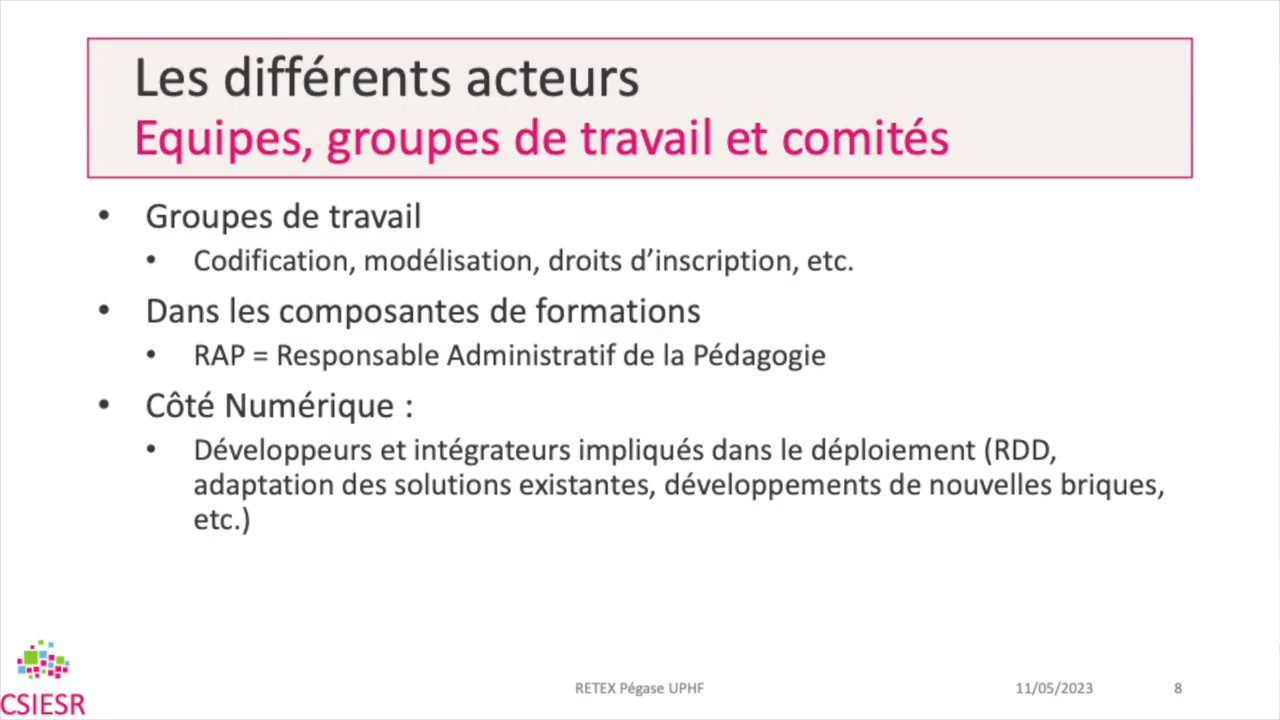 Les différents acteurs
Equipes, groupes de travail et comités
• Groupes de travail
• Codification, modélisation, droits d’inscription, etc.
• Dans les composantes de formations
• RAP = Responsable Administratif de la Pédagogie
• Côté Numérique :
• Développeurs et intégrateurs impliqués dans le déploiement (RDD,
adaptation des solutions existantes, développements de nouvelles briques,
etc.)
CSIESR
RETEX Pégase UPHF
11/05/2023
8